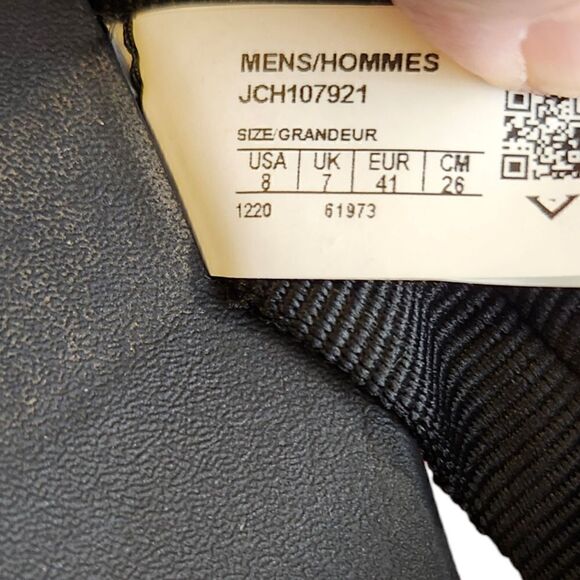 MENS/HOMMES
JCH107921
SIZE/GRANDEUR
USA UK EUR CM
8 7 41 26
1220 61973